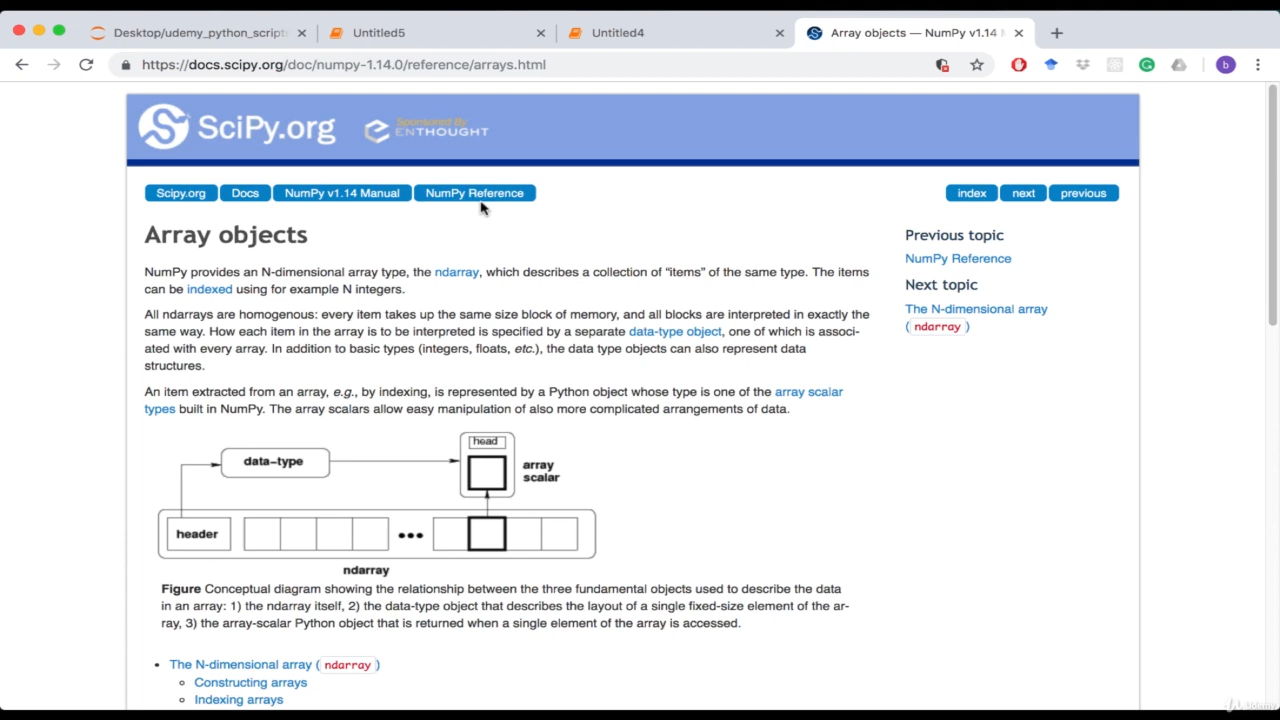 Desktop/udemy_python_scripts
Untitled5
Untitled4
Array objects — NumPy v1.14 M
https://docs.scipy.org/doc/numpy-1.14.0/reference/arrays.html
b
SciPy.org
Sponsored By
ENTHOUGHT
Scipy.org Docs NumPy v1.14 Manual NumPy Reference
index next previous
Array objects
NumPy provides an N-dimensional array type, the ndarray, which describes a collection of “items” of the same type. The items
can be indexed using for example N integers.
All ndarrays are homogenous: every item takes up the same size block of memory, and all blocks are interpreted in exactly the
same way. How each item in the array is to be interpreted is specified by a separate data-type object, one of which is associ-
ated with every array. In addition to basic types (integers, floats, etc.), the data type objects can also represent data
structures.
An item extracted from an array, e.g., by indexing, is represented by a Python object whose type is one of the array scalar
types built in NumPy. The array scalars allow easy manipulation of also more complicated arrangements of data.
head
data-type
array
scalar
header
ndarray
Figure Conceptual diagram showing the relationship between the three fundamental objects used to describe the data
in an array: 1) the ndarray itself, 2) the data-type object that describes the layout of a single fixed-size element of the ar-
ray, 3) the array-scalar Python object that is returned when a single element of the array is accessed.
• The N-dimensional array (ndarray)
Constructing arrays
Indexing arrays
Previous topic
NumPy Reference
Next topic
The N-dimensional array
(ndarray)
Udemy